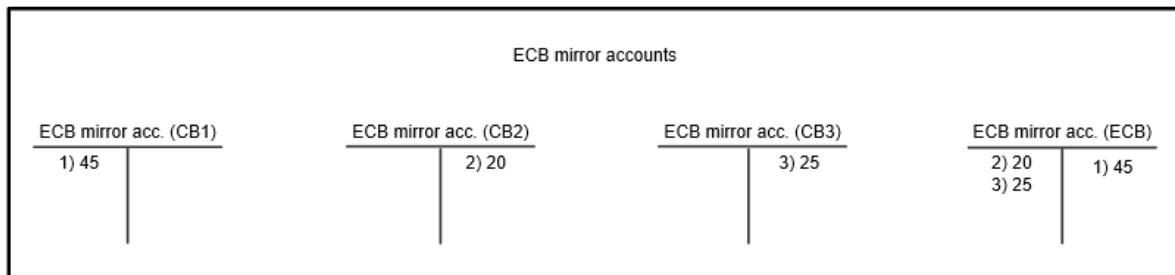 ECB mirror accounts
ECB mirror acc. (CB1)
1) 45
ECB mirror acc. (CB2)
2) 20
ECB mirror acc. (CB3)
3) 25
ECB mirror acc. (ECB)
2) 20
3) 25
1) 45